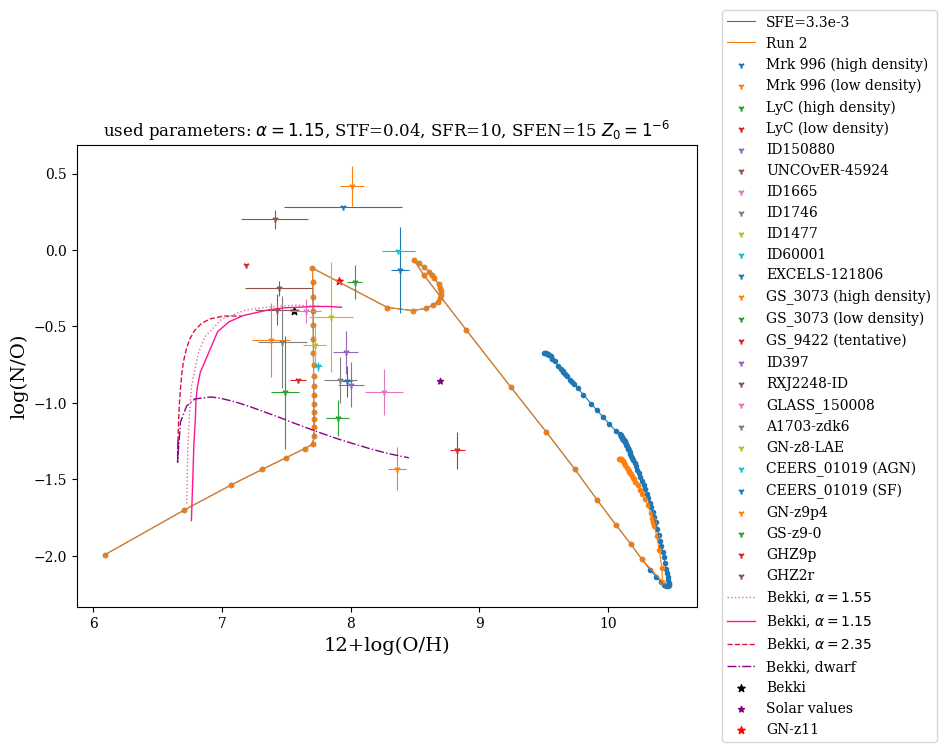 used parameters: α = 1.15, STF=0.04, SFR=10, SFEN=15 Z₀ = 1⁻⁶
0.5
0.0
−0.5
−1.0
−1.5
−2.0
log(N/O)
6 7 8 9 10
12+log(O/H)
SFE=3.3e-3
Run 2
Mrk 996 (high density)
Mrk 996 (low density)
LyC (high density)
LyC (low density)
ID150880
UNCOvER-45924
ID1665
ID1746
ID1477
ID60001
EXCELS-121806
GS_3073 (high density)
GS_3073 (low density)
GS_9422 (tentative)
ID397
RXJ2248-ID
GLASS_150008
A1703-zdk6
GN-z8-LAE
CEERS_01019 (AGN)
CEERS_01019 (SF)
GN-z9p4
GS-z9-0
GHZ9p
GHZ2r
Bekki, α = 1.55
Bekki, α = 1.15
Bekki, α = 2.35
Bekki, dwarf
Bekki
Solar values
GN-z11